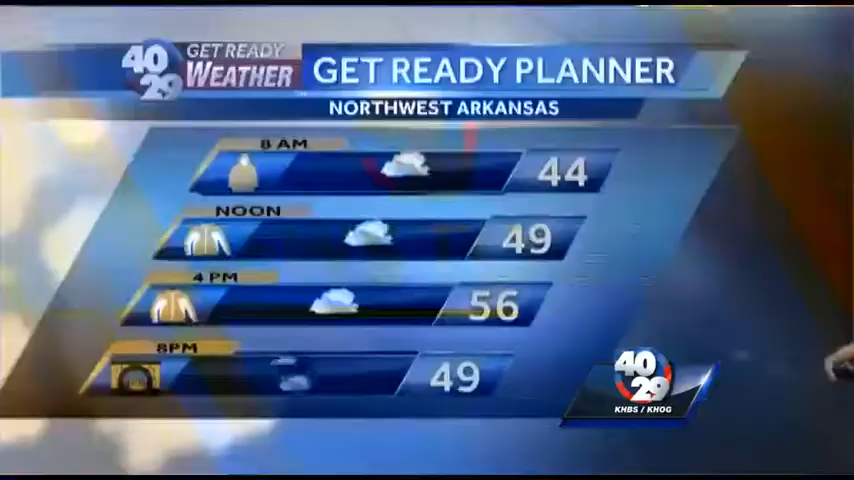 40 29
GET READY
WEATHER
GET READY PLANNER
NORTHWEST ARKANSAS
8 AM
44
NOON
49
4 PM
56
8PM
49
40
29
KHBS / KHOG